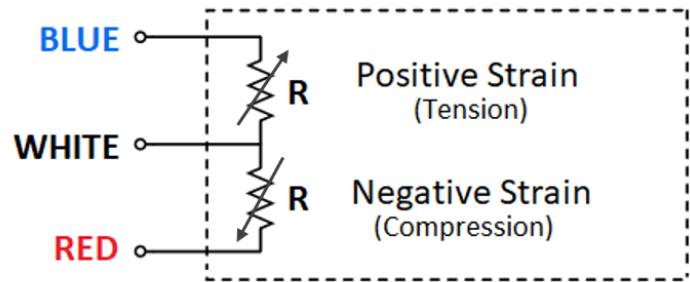 BLUE
R
Positive Strain
(Tension)
WHITE
R
Negative Strain
(Compression)
RED